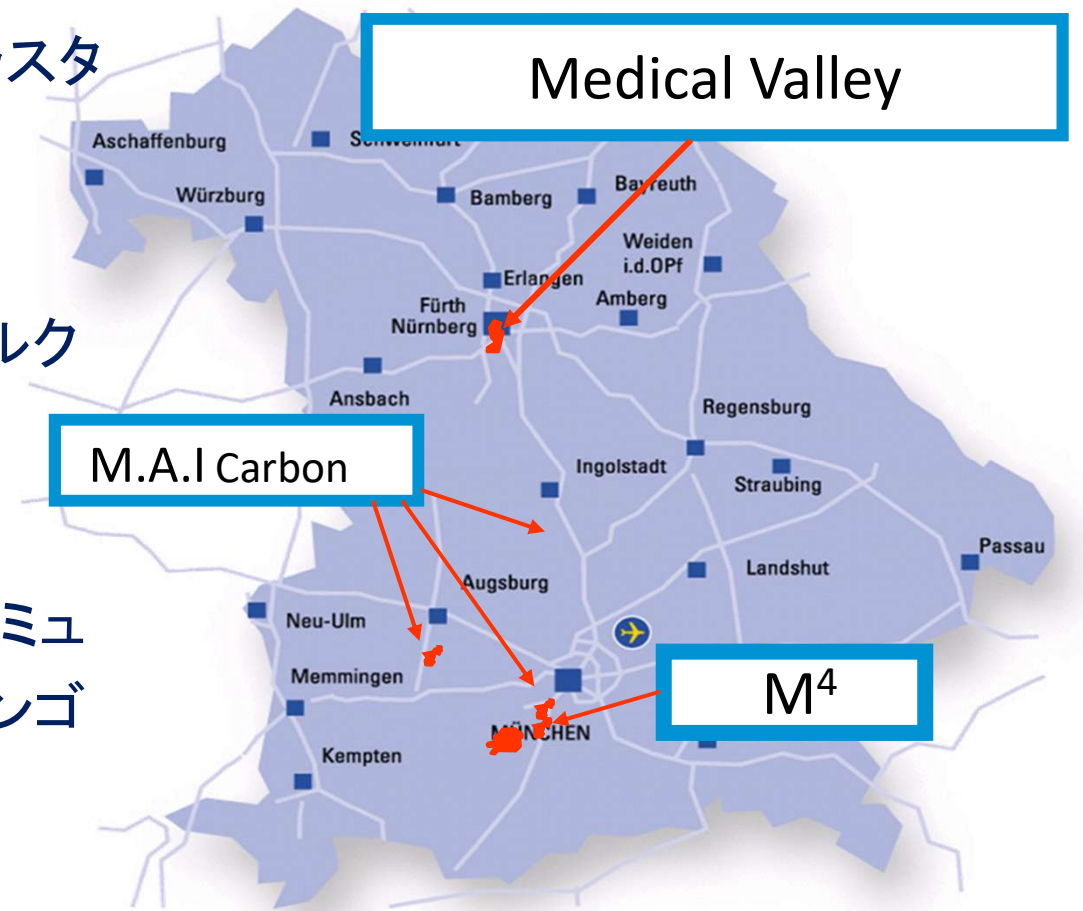 スタ
Medical Valley
Schweinfurt
Aschaffenburg
Würzburg
Bamberg
Bayreuth
Weiden
i.d.OPf
Erlangen
Amberg
Fürth
Nürnberg
ルク
Ansbach
Regensburg
M.A.I Carbon
Ingolstadt
Straubing
Passau
Landshut
Augsburg
Neu-Ulm
ミュ
Memmingen
M⁴
ンゴ
MÜNCHEN
Kempten